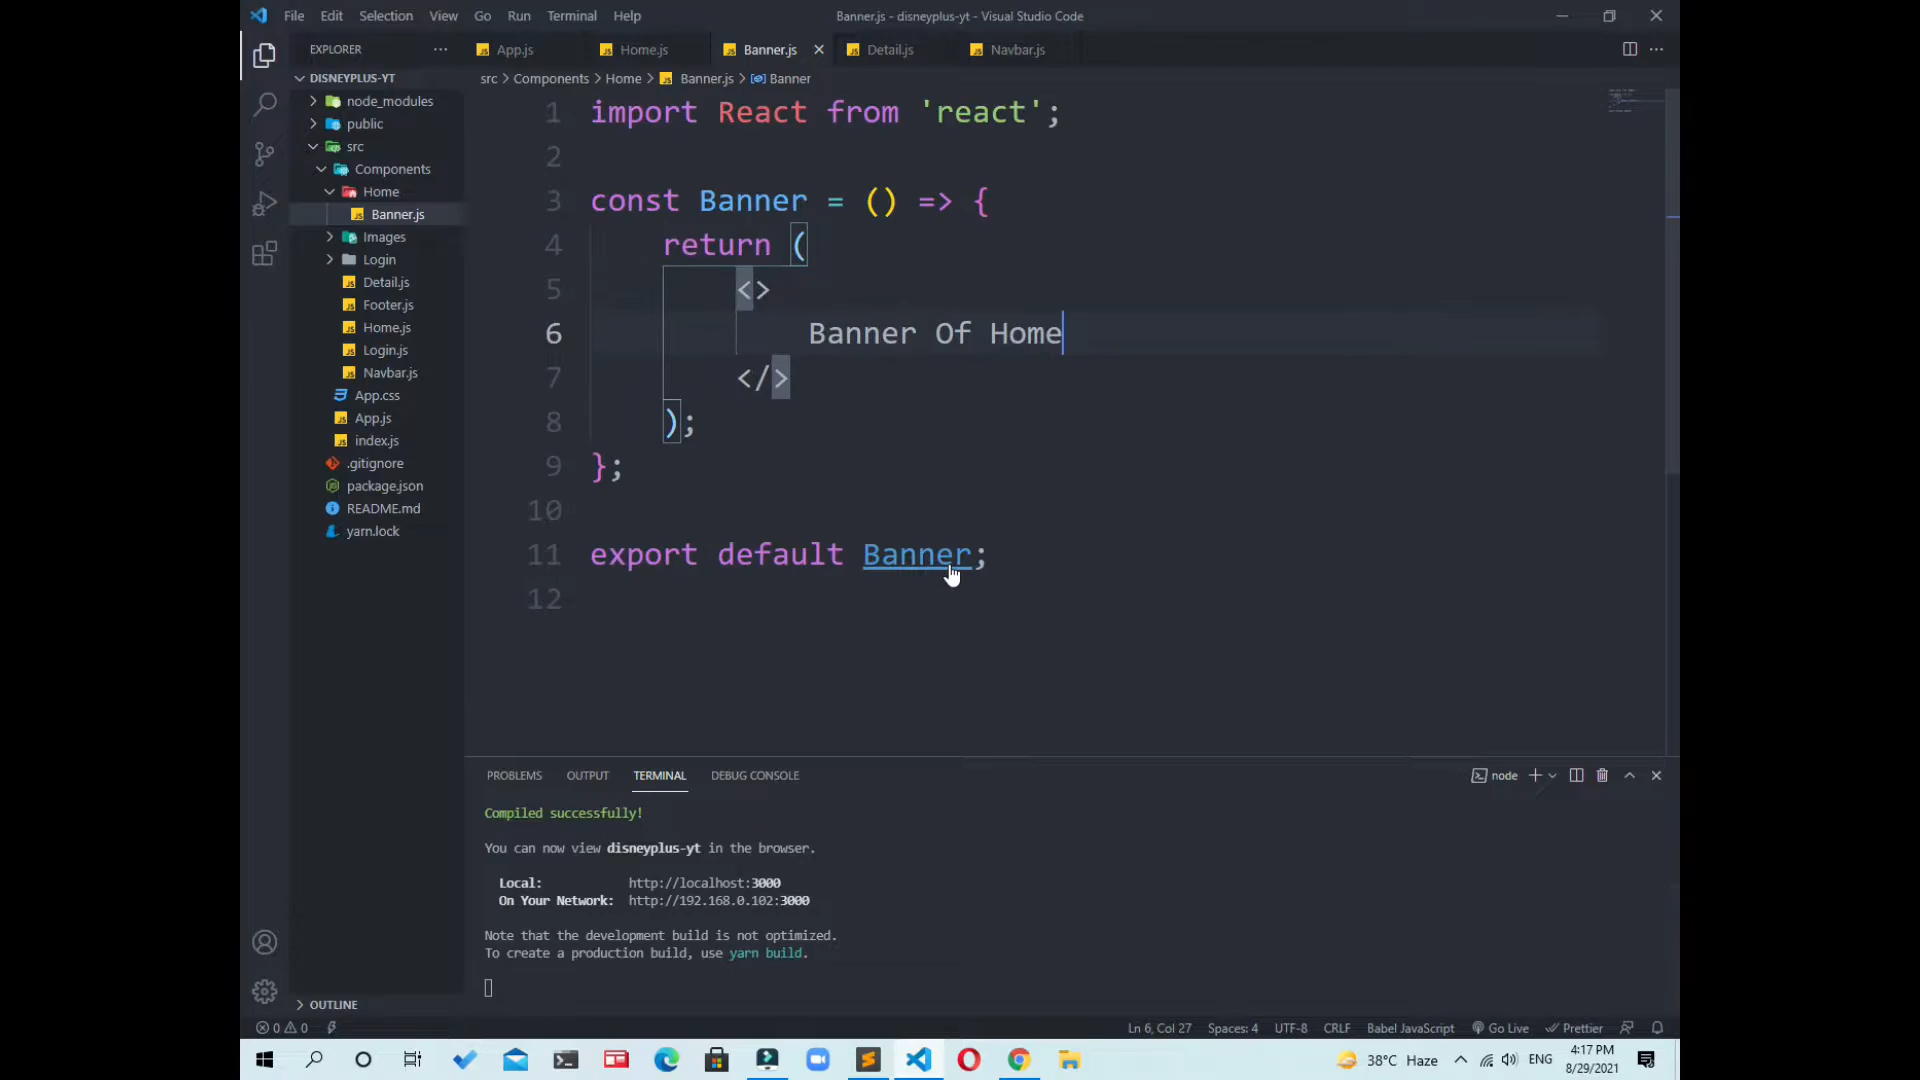 File Edit Selection View Go Run Terminal Help
Banner.js - disneyplus-yt - Visual Studio Code
EXPLORER
App.js
Home.js
Banner.js
Detail.js
Navbar.js
DISNEYPLUS-YT
src > Components > Home > Banner.js > Banner
node_modules
public
src
Components
Home
Banner.js
Images
Login
Detail.js
Footer.js
Home.js
Login.js
Navbar.js
App.css
App.js
index.js
.gitignore
package.json
README.md
yarn.lock
OUTLINE
1 import React from 'react';
2
3 const Banner = () => {
4 return (
5 <>
6 Banner Of Home
7 </>
8 );
9 };
10
11 export default Banner;
12
PROBLEMS OUTPUT TERMINAL DEBUG CONSOLE
node
Compiled successfully!
You can now view disneyplus-yt in the browser.
Local: http://localhost:3000
On Your Network: http://192.168.0.102:3000
Note that the development build is not optimized.
To create a production build, use yarn build.
0 0
Ln 6, Col 27 Spaces: 4 UTF-8 CRLF Babel JavaScript Go Live Prettier
38°C Haze ENG
4:17 PM
8/29/2021